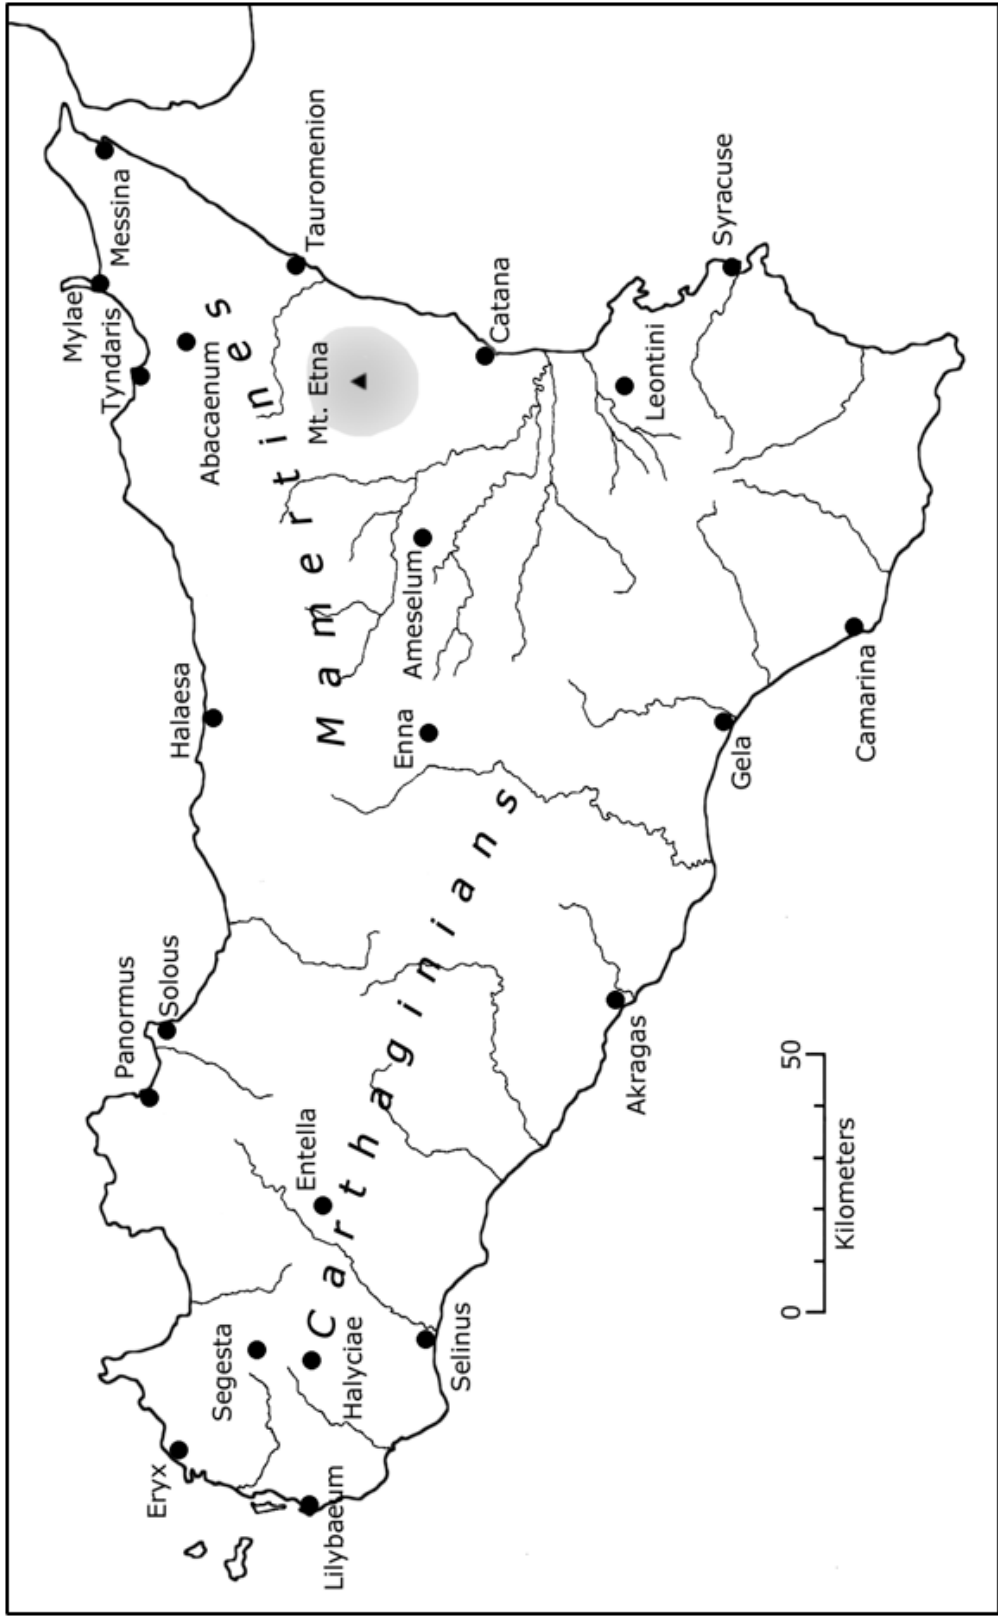 Eryx
Lilybaeum
Segesta
Halyciae
Selinus
Entella
Panormus
Solous
Carthaginians
Akragas
Halaesa
Enna
Gela
Camarina
Mamertines
Ameselum
Mylae
Tyndaris
Messina
Abacaenum
Mt. Etna
Tauromenion
Catana
Leontini
Syracuse
0 50
Kilometers